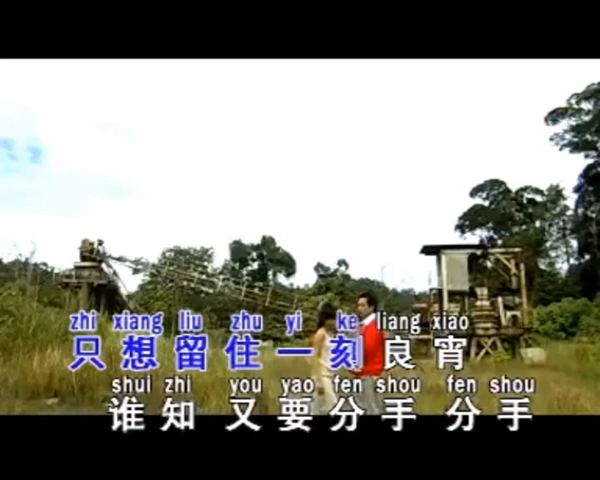 zhi xiang liu zhu yi ke liang xiao
只想留住一刻良宵
shui zhi you yao fen shou fen shou
谁知 又要分手 分手